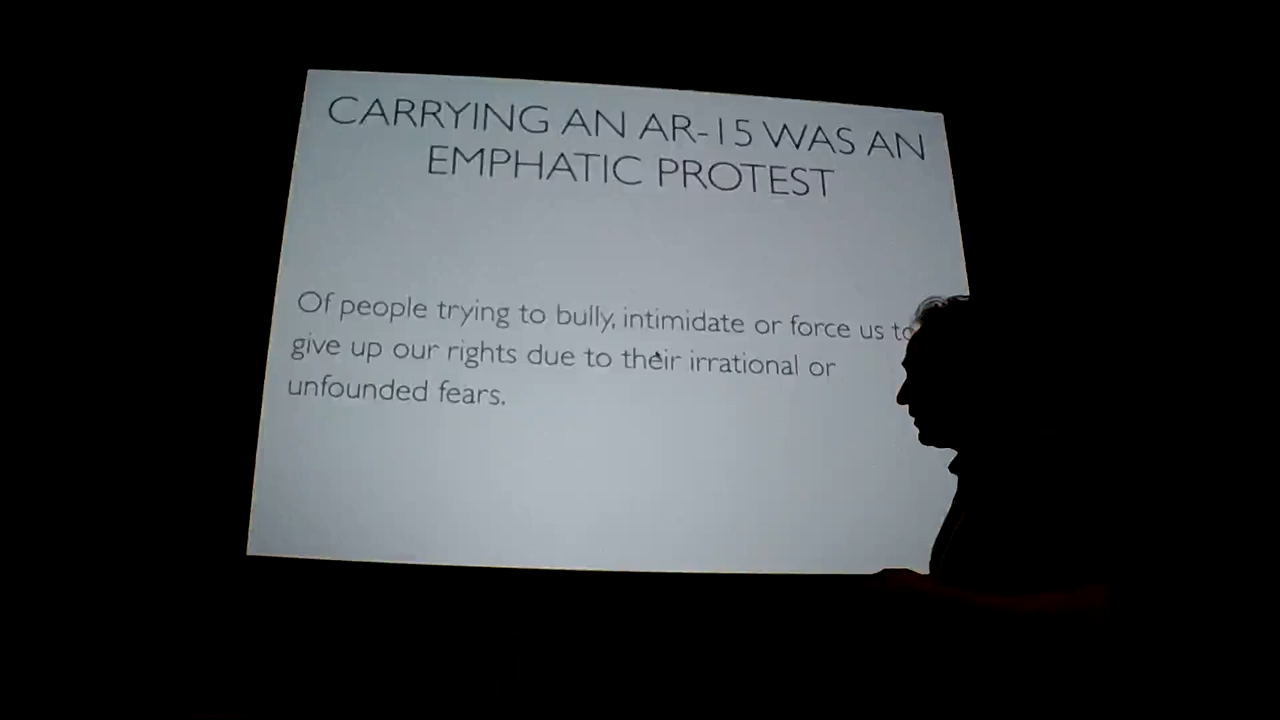 CARRYING AN AR-15 WAS AN
EMPHATIC PROTEST
Of people trying to bully, intimidate or force us to
give up our rights due to their irrational or
unfounded fears.